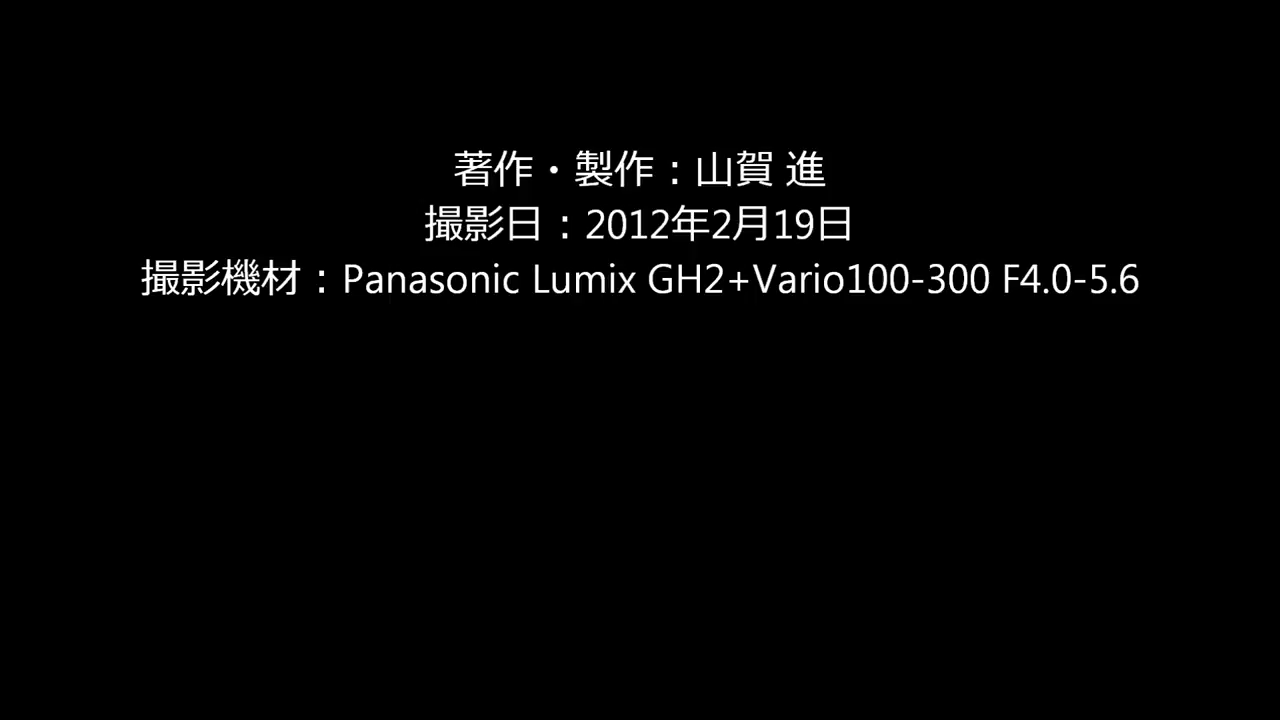 著作・製作：山賀 進
撮影日：2012年2月19日
撮影機材：Panasonic Lumix GH2+Vario100-300 F4.0-5.6